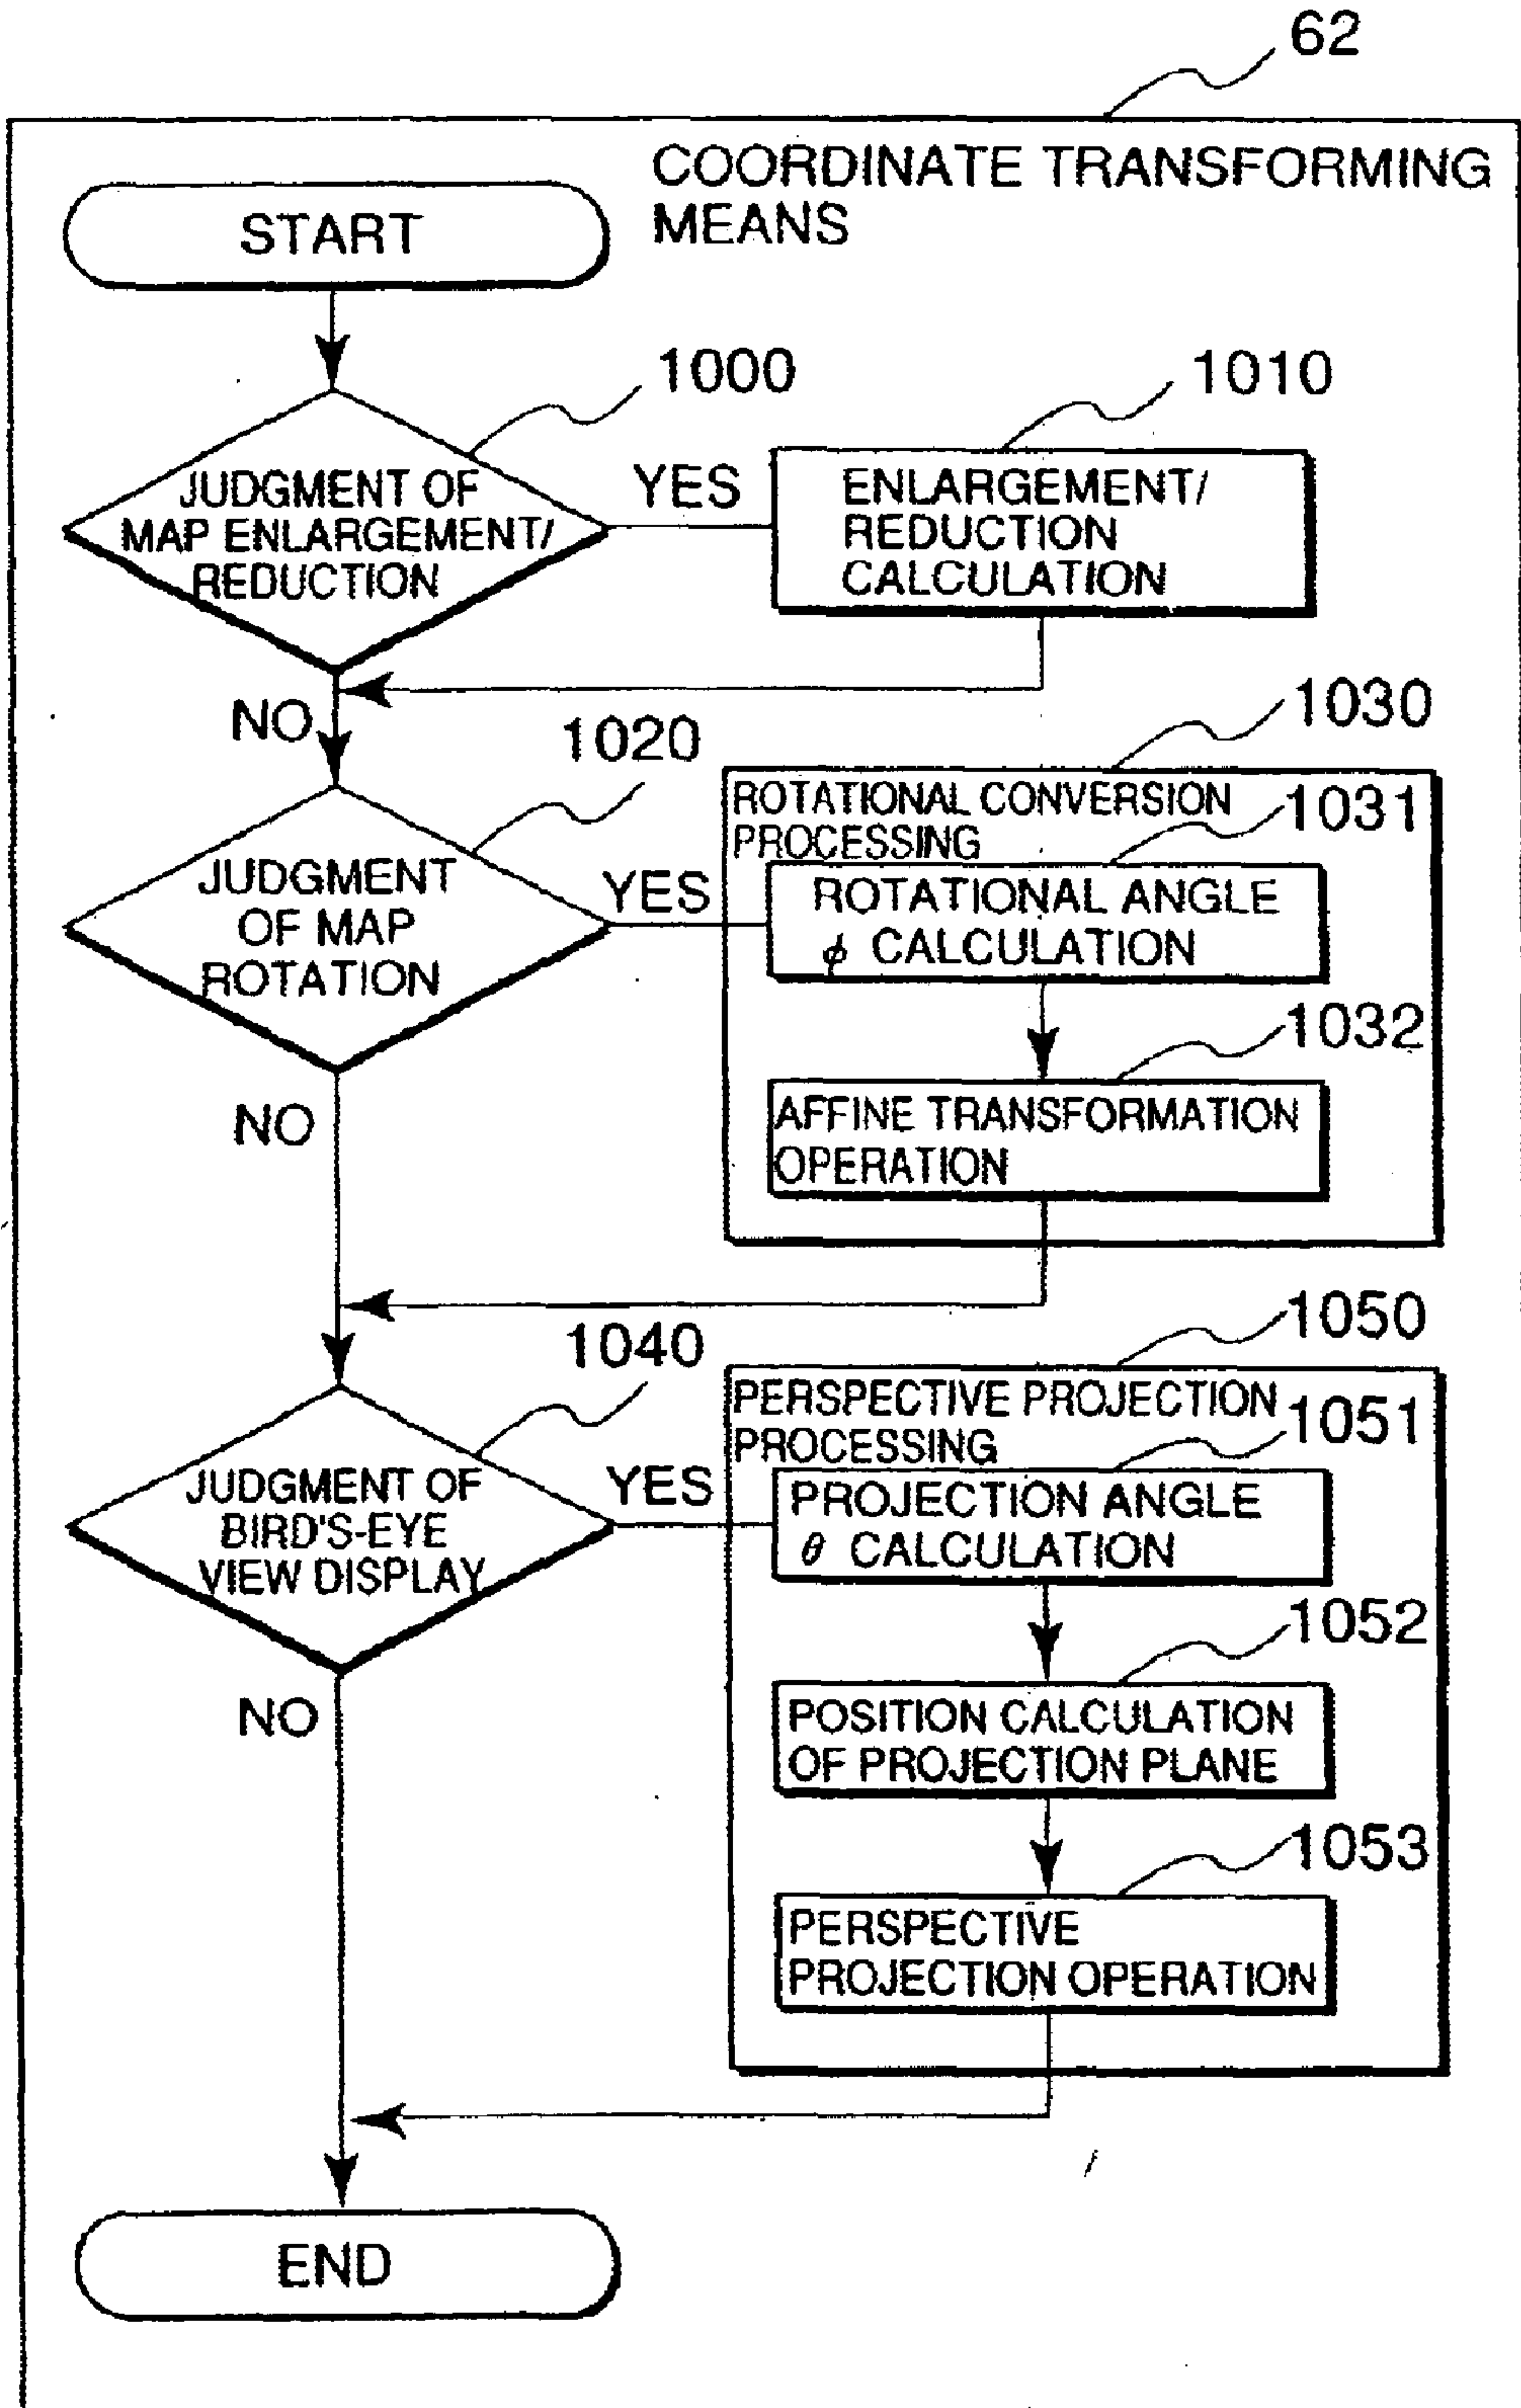 62
COORDINATE TRANSFORMING
MEANS
START
1000
1010
JUDGMENT OF
MAP ENLARGEMENT/
REDUCTION
YES
ENLARGEMENT/
REDUCTION
CALCULATION
NO
1020
1030
ROTATIONAL CONVERSION
PROCESSING
1031
JUDGMENT
OF MAP
ROTATION
YES
ROTATIONAL ANGLE
ϕ CALCULATION
1032
AFFINE TRANSFORMATION
OPERATION
NO
1040
1050
PERSPECTIVE PROJECTION
PROCESSING
1051
JUDGMENT OF
BIRD'S-EYE
VIEW DISPLAY
YES
PROJECTION ANGLE
θ CALCULATION
1052
POSITION CALCULATION
OF PROJECTION PLANE
NO
1053
PERSPECTIVE
PROJECTION OPERATION
END